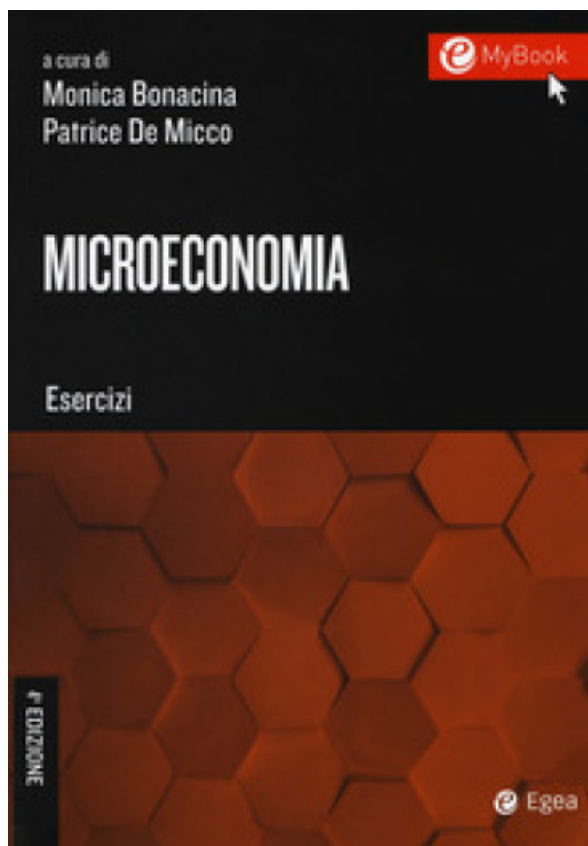 a cura di
Monica Bonacina
Patrice De Micco
MyBook
MICROECONOMIA
Esercizi
4ª EDIZIONE
Egea